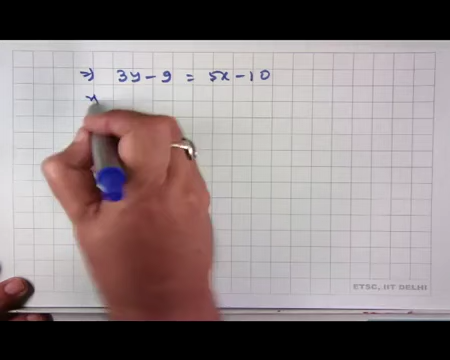 ⇒ 3y - 9 = 5x - 10
ETSC, IIT DELHI